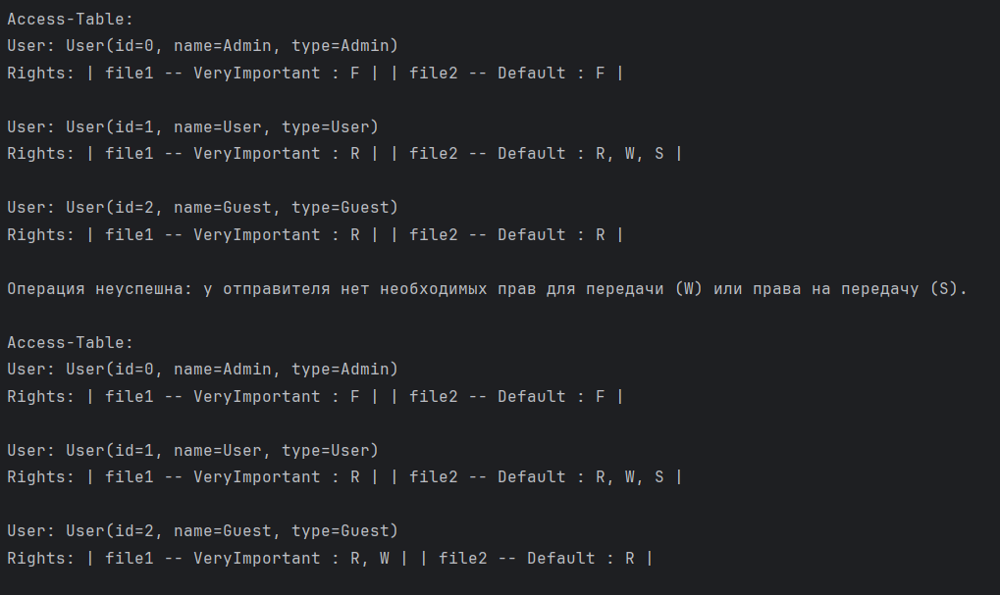 Access-Table:
User: User(id=0, name=Admin, type=Admin)
Rights: | file1 -- VeryImportant : F | | file2 -- Default : F |
User: User(id=1, name=User, type=User)
Rights: | file1 -- VeryImportant : R | | file2 -- Default : R, W, S |
User: User(id=2, name=Guest, type=Guest)
Rights: | file1 -- VeryImportant : R | | file2 -- Default : R |
Операция неуспешна: у отправителя нет необходимых прав для передачи (W) или права на передачу (S).
Access-Table:
User: User(id=0, name=Admin, type=Admin)
Rights: | file1 -- VeryImportant : F | | file2 -- Default : F |
User: User(id=1, name=User, type=User)
Rights: | file1 -- VeryImportant : R | | file2 -- Default : R, W, S |
User: User(id=2, name=Guest, type=Guest)
Rights: | file1 -- VeryImportant : R, W | | file2 -- Default : R |